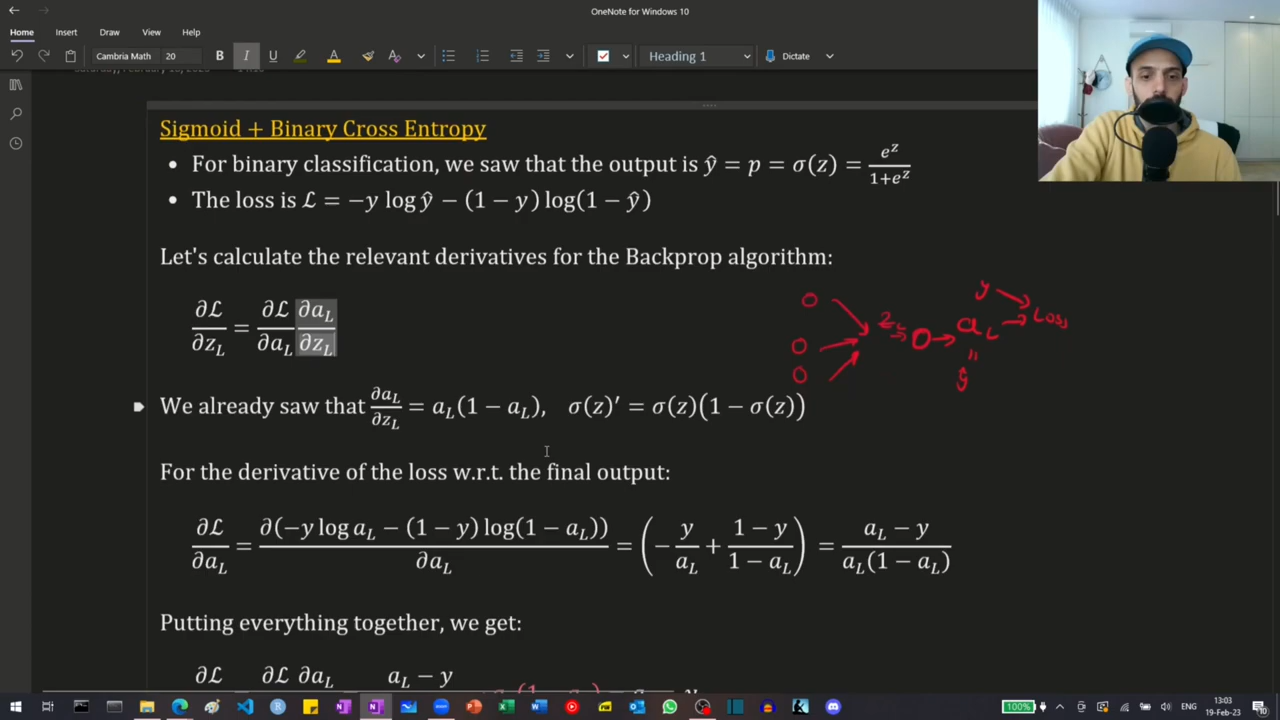 OneNote for Windows 10
Home Insert Draw View Help
Cambria Math 20 B I U A Heading 1 Dictate
Sigmoid + Binary Cross Entropy
• For binary classification, we saw that the output is ŷ = p = σ(z) = e^z / (1+e^z)
• The loss is ℒ = −y log ŷ − (1 − y) log(1 − ŷ)
Let's calculate the relevant derivatives for the Backprop algorithm:
∂ℒ/∂z_L = ∂ℒ/∂a_L ∂a_L/∂z_L
y
Loss
z_L
a_L
=
ŷ
We already saw that ∂a_L/∂z_L = a_L(1 − a_L), σ(z)′ = σ(z)(1 − σ(z))
For the derivative of the loss w.r.t. the final output:
∂ℒ/∂a_L = ∂(−y log a_L − (1 − y) log(1 − a_L))/∂a_L = (−y/a_L + (1 − y)/(1 − a_L)) = (a_L − y)/(a_L(1 − a_L))
Putting everything together, we get:
∂ℒ ∂ℒ ∂a_L a_L − y
100% ENG 13:03
19-Feb-23